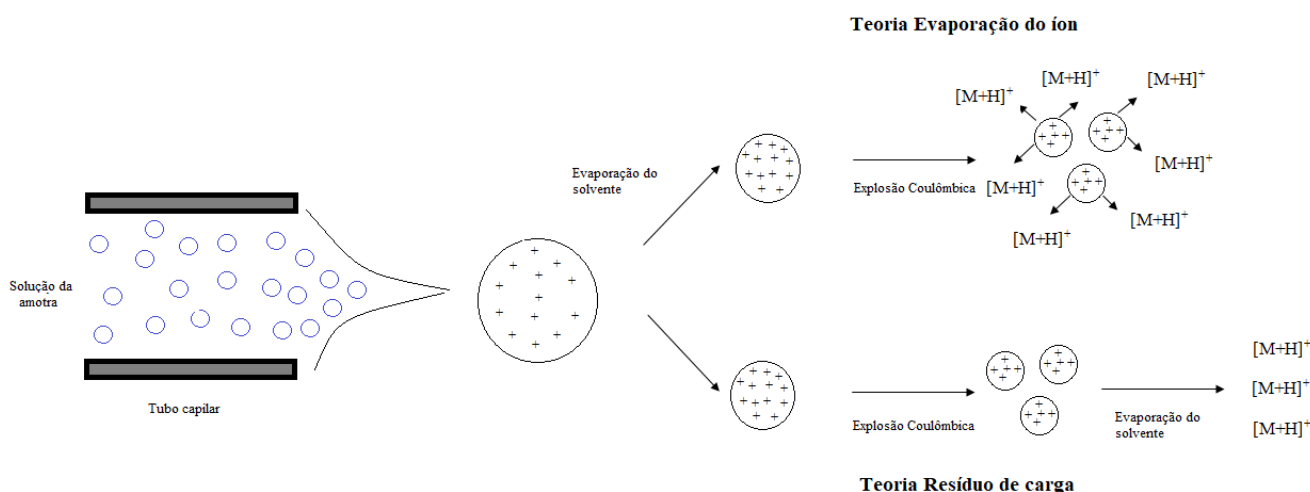 Teoria Evaporação do íon
[M+H]⁺
[M+H]⁺
[M+H]⁺
Evaporação do
solvente
Explosão Coulômbica
[M+H]⁺
[M+H]⁺
[M+H]⁺
[M+H]⁺
Solução da
amotra
Tubo capilar
Explosão Coulômbica
Evaporação do
solvente
[M+H]⁺
[M+H]⁺
[M+H]⁺
Teoria Resíduo de carga